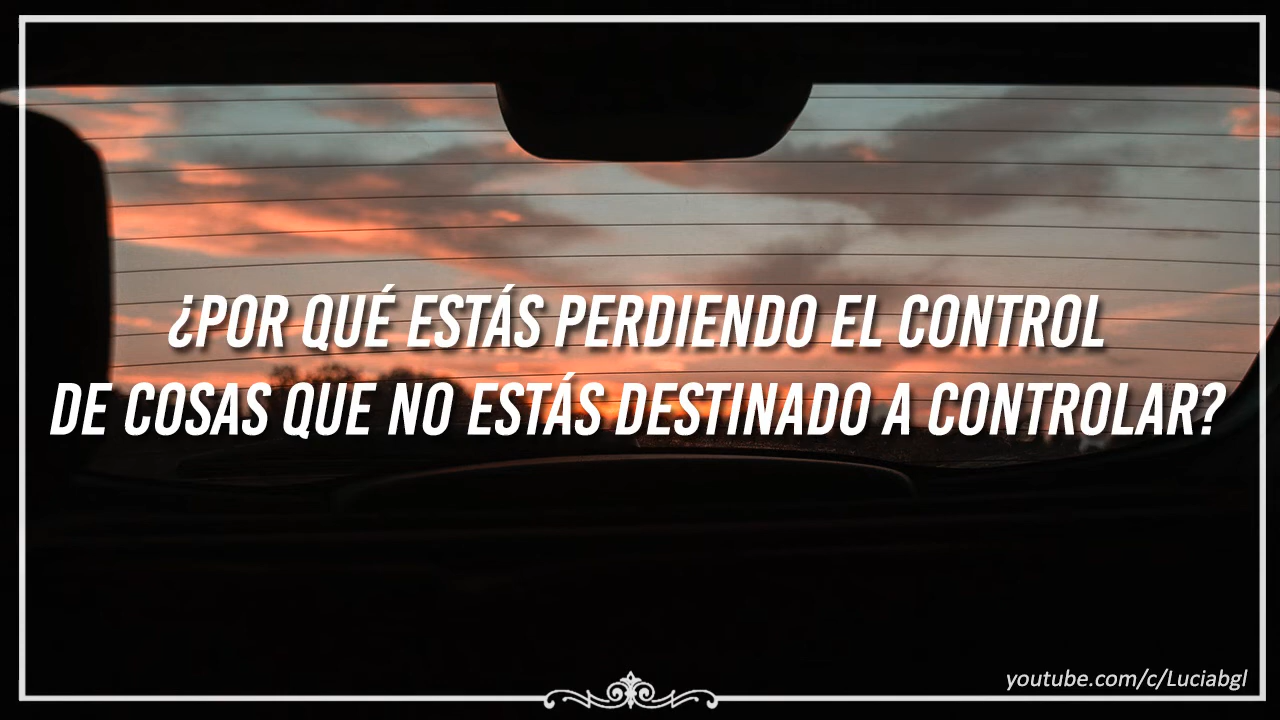 ¿POR QUÉ ESTÁS PERDIENDO EL CONTROL
DE COSAS QUE NO ESTÁS DESTINADO A CONTROLAR?
youtube.com/c/Luciabgl